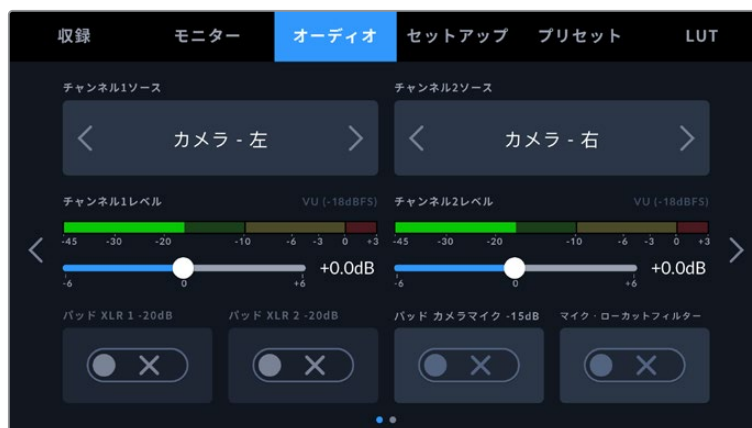 収録 モニター オーディオ セットアップ プリセット LUT
チャンネル1ソース チャンネル2ソース
カメラ - 左 カメラ - 右
チャンネル1レベル VU (-18dBFS) チャンネル2レベル VU (-18dBFS)
-45 -30 -20 -10 -6 -3 0 +3 -45 -30 -20 -10 -6 -3 0 +3
+0.0dB +0.0dB
-6 0 +6 -6 0 +6
パッド XLR 1 -20dB パッド XLR 2 -20dB パッド カメラマイク -15dB マイク・ローカットフィルター